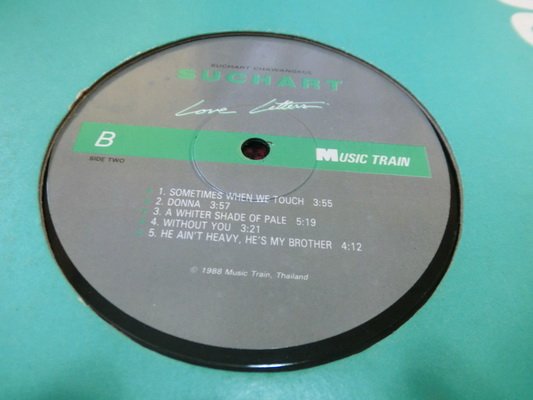 SUCHART CHAWANGKUL
SUCHART
Love Letters
B
MUSIC TRAIN
SIDE TWO
1. SOMETIMES WHEN WE TOUCH 3:55
2. DONNA 3:57
3. A WHITER SHADE OF PALE 5:19
4. WITHOUT YOU 3:21
5. HE AIN'T HEAVY, HE'S MY BROTHER 4:12
© 1988 Music Train, Thailand